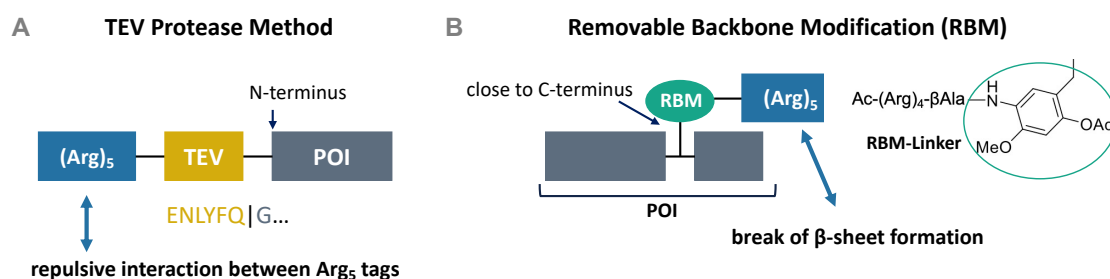 A
TEV Protease Method
N-terminus
(Arg)₅
TEV
POI
ENLYFQ|G...
repulsive interaction between Arg₅ tags
B
Removable Backbone Modification (RBM)
close to C-terminus
RBM
(Arg)₅
POI
break of β-sheet formation
Ac-(Arg)₄-βAla
H
N
OAc
MeO
RBM-Linker